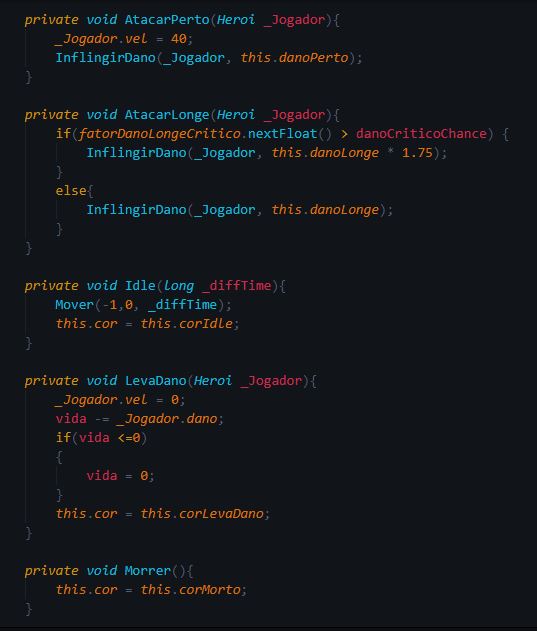 private void AtacarPerto(Heroi _Jogador){
    _Jogador.vel = 40;
    InflingirDano(_Jogador, this.danoPerto);
}

private void AtacarLonge(Heroi _Jogador){
    if(fatorDanoLongeCritico.nextFloat() > danoCriticoChance) {
        InflingirDano(_Jogador, this.danoLonge * 1.75);
    }
    else{
        InflingirDano(_Jogador, this.danoLonge);
    }
}

private void Idle(long _diffTime){
    Mover(-1,0, _diffTime);
    this.cor = this.corIdle;
}

private void LevaDano(Heroi _Jogador){
    _Jogador.vel = 0;
    vida -= _Jogador.dano;
    if(vida <=0)
    {
        vida = 0;
    }
    this.cor = this.corLevaDano;
}

private void Morrer(){
    this.cor = this.corMorto;
}